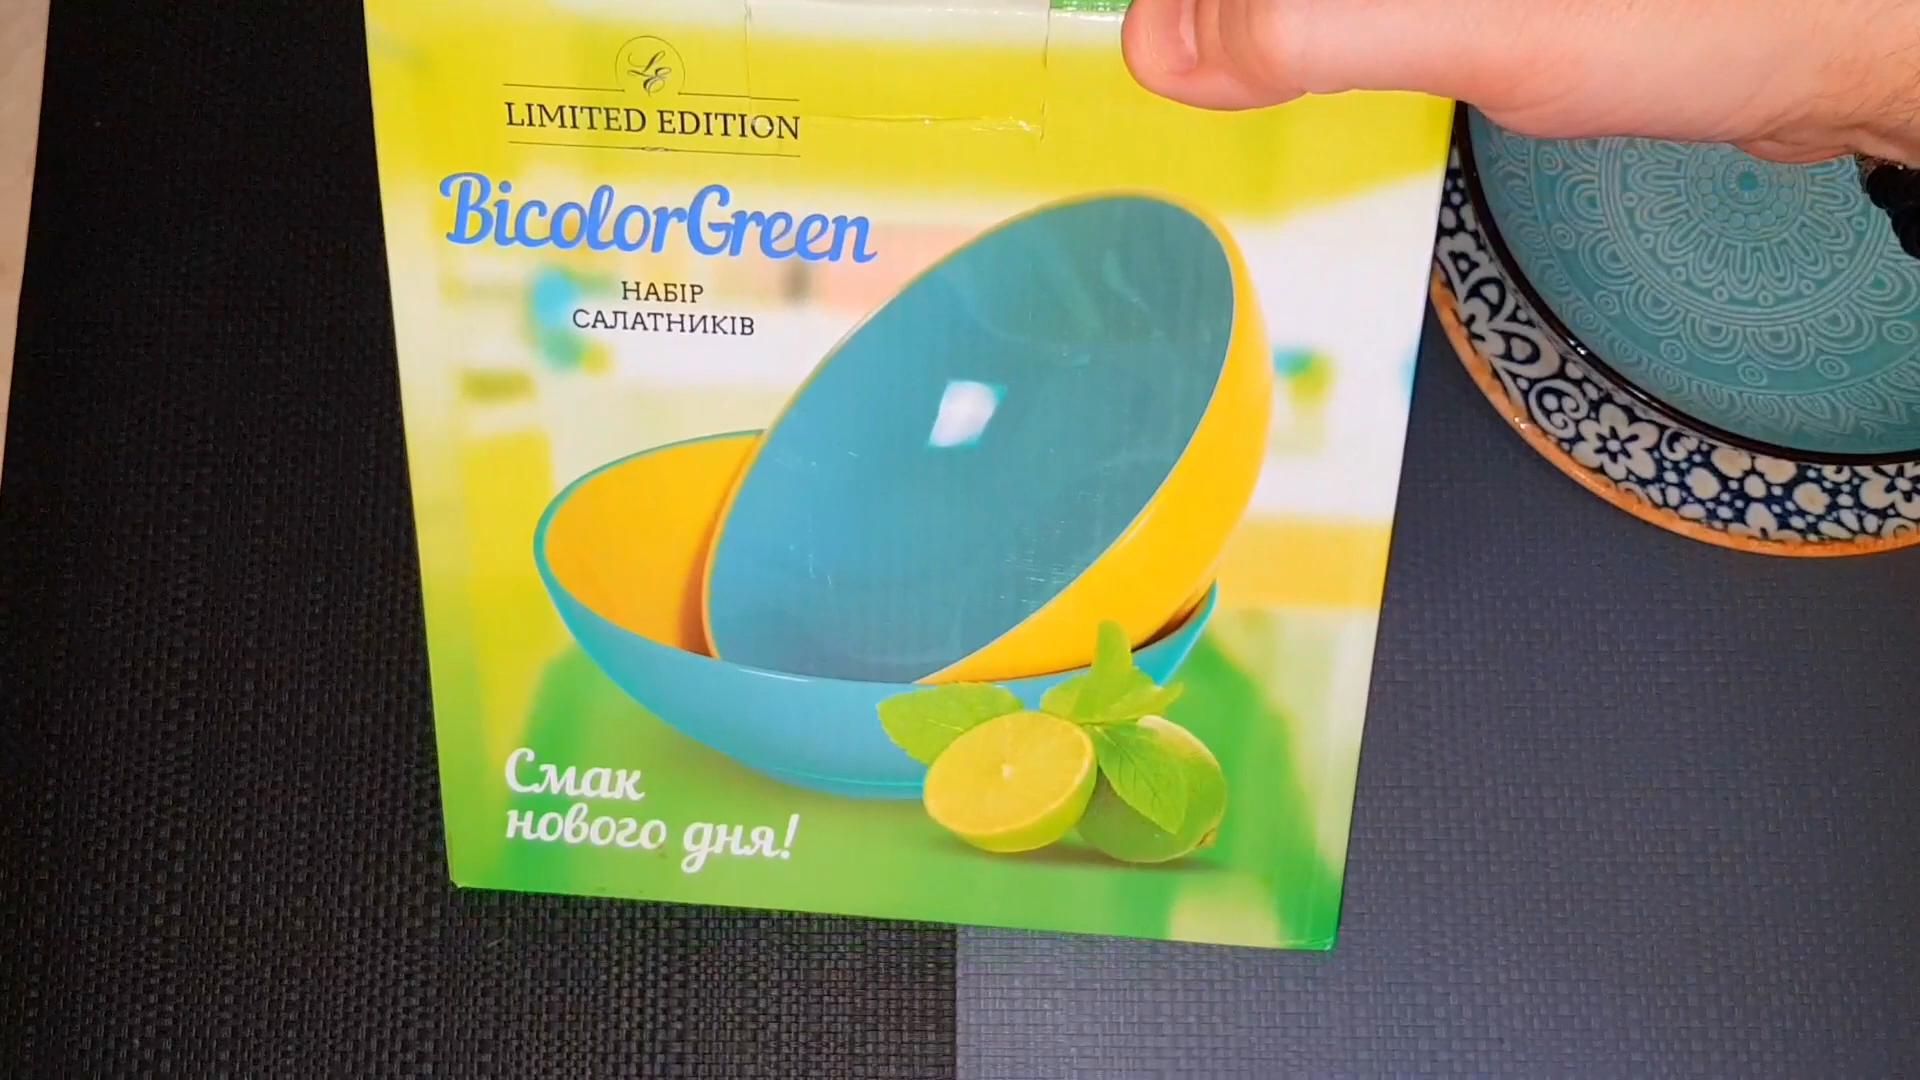 LE
LIMITED EDITION
BicolorGreen
НАБІР
САЛАТНИКІВ
Смак
нового дня!